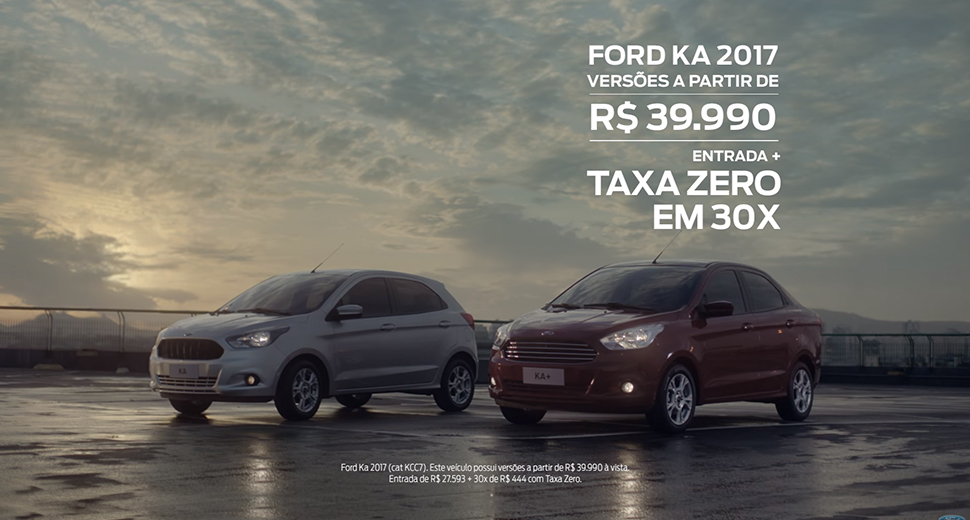 FORD KA 2017
VERSÕES A PARTIR DE
R$ 39.990
ENTRADA +
TAXA ZERO
EM 30X
KA
KA+
Ford Ka 2017 (cat KCC7). Este veículo possui versões a partir de R$ 39.990 à vista.
Entrada de R$ 27.593 + 30x de R$ 444 com Taxa Zero.